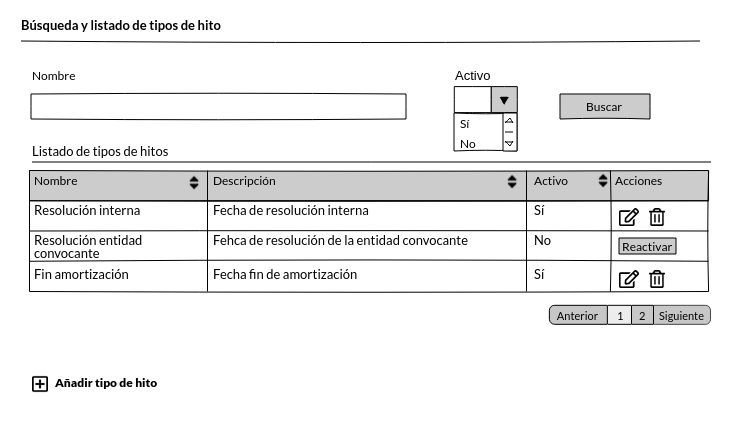 Búsqueda y listado de tipos de hito
Nombre
Activo
Buscar
Sí
No
Listado de tipos de hitos
Nombre Descripción Activo Acciones
Resolución interna Fecha de resolución interna Sí
Resolución entidad Fehca de resolución de la entidad convocante No Reactivar
convocante
Fin amortización Fecha fin de amortización Sí
Anterior 1 2 Siguiente
Añadir tipo de hito